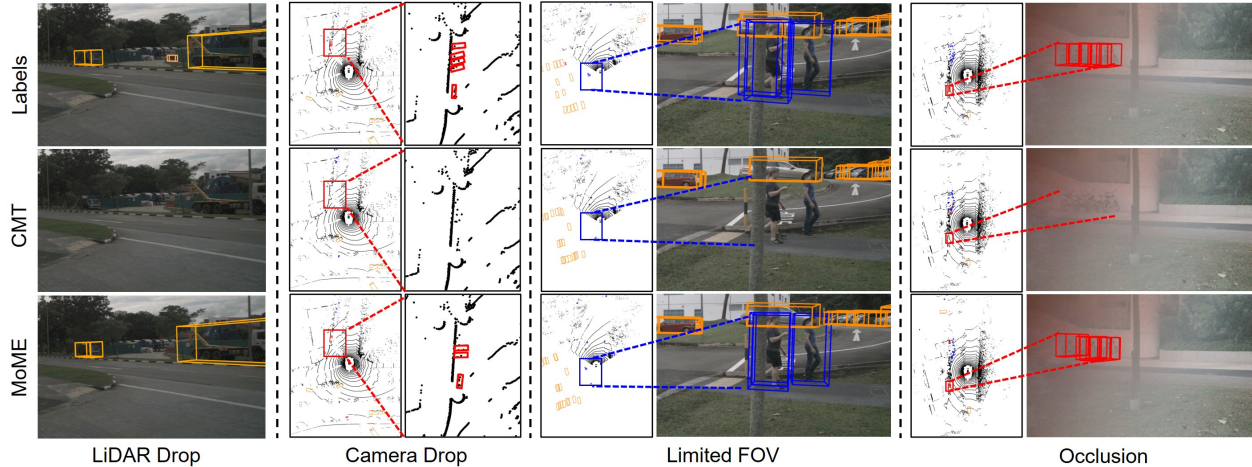 Labels
CMT
MoME
LiDAR Drop
Camera Drop
Limited FOV
Occlusion